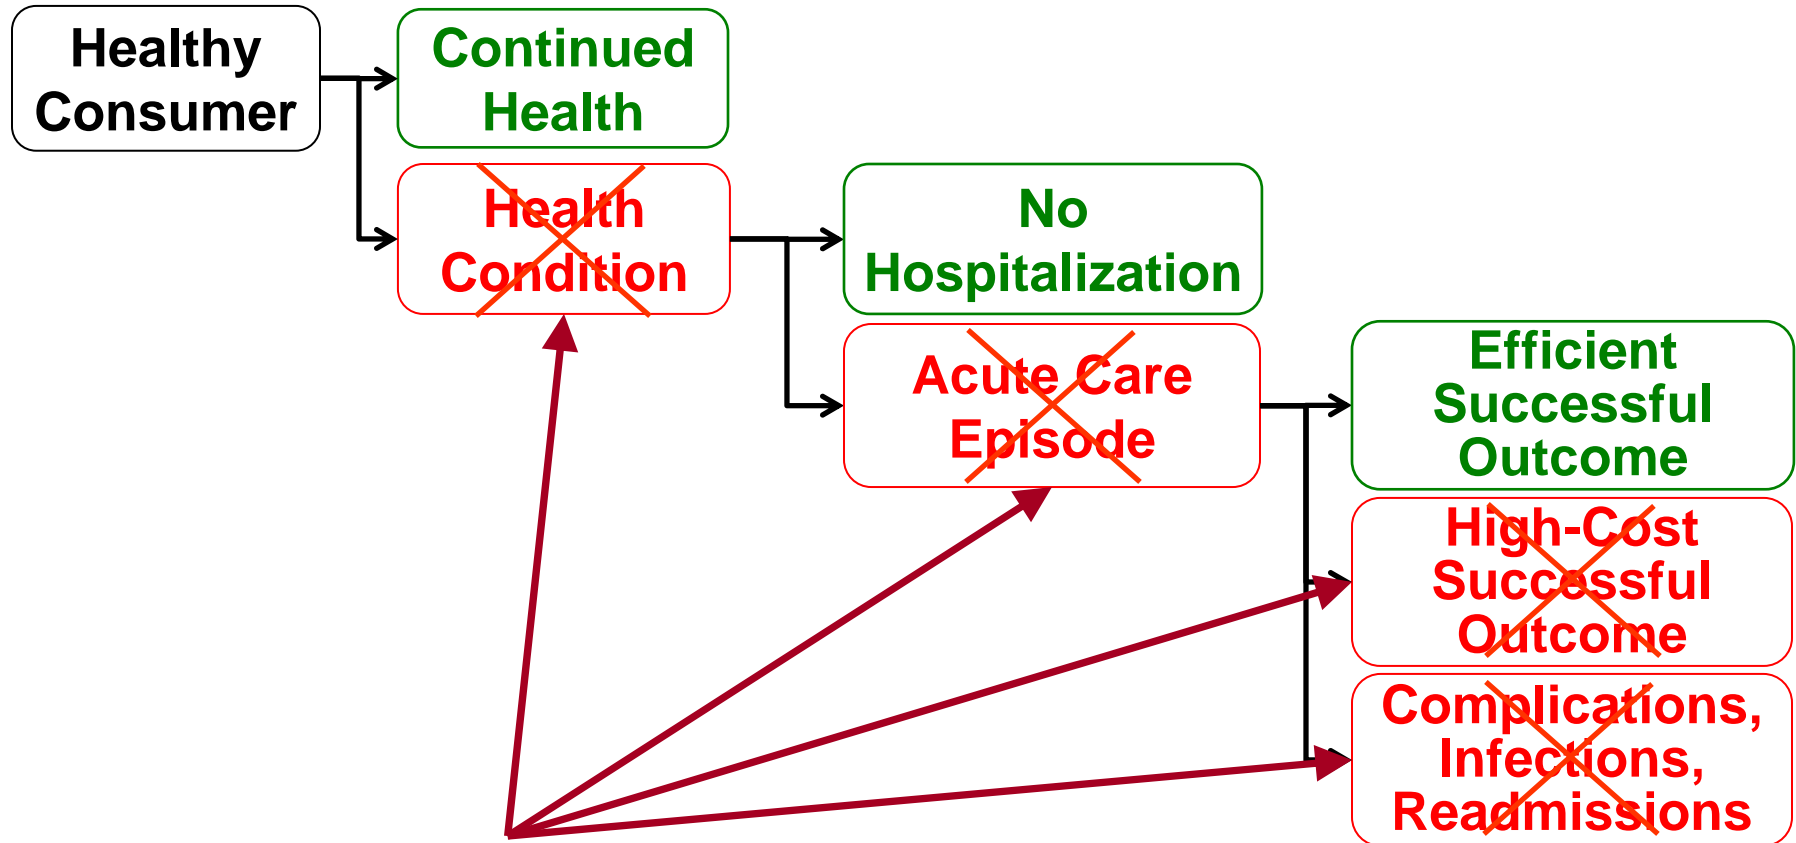 Healthy
Consumer
Continued
Health
Health
Condition
No
Hospitalization
Acute Care
Episode
Efficient
Successful
Outcome
High-Cost
Successful
Outcome
Complications,
Infections,
Readmissions